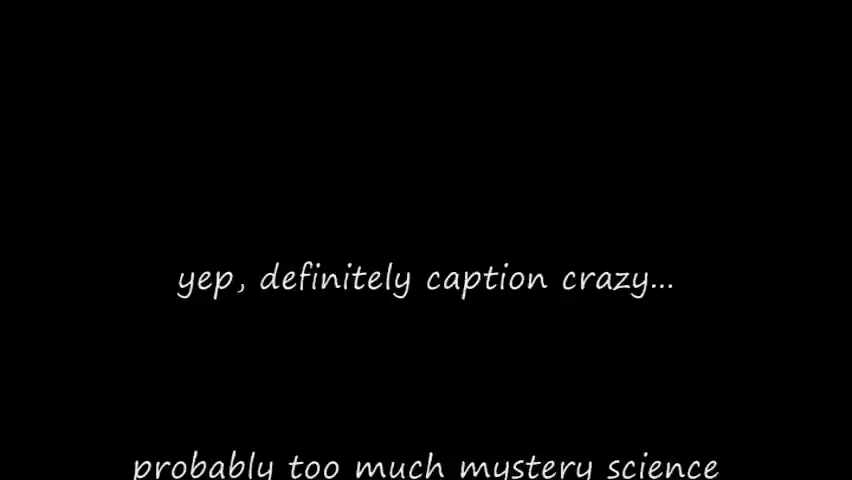 yep, definitely caption crazy...
probably too much mystery science